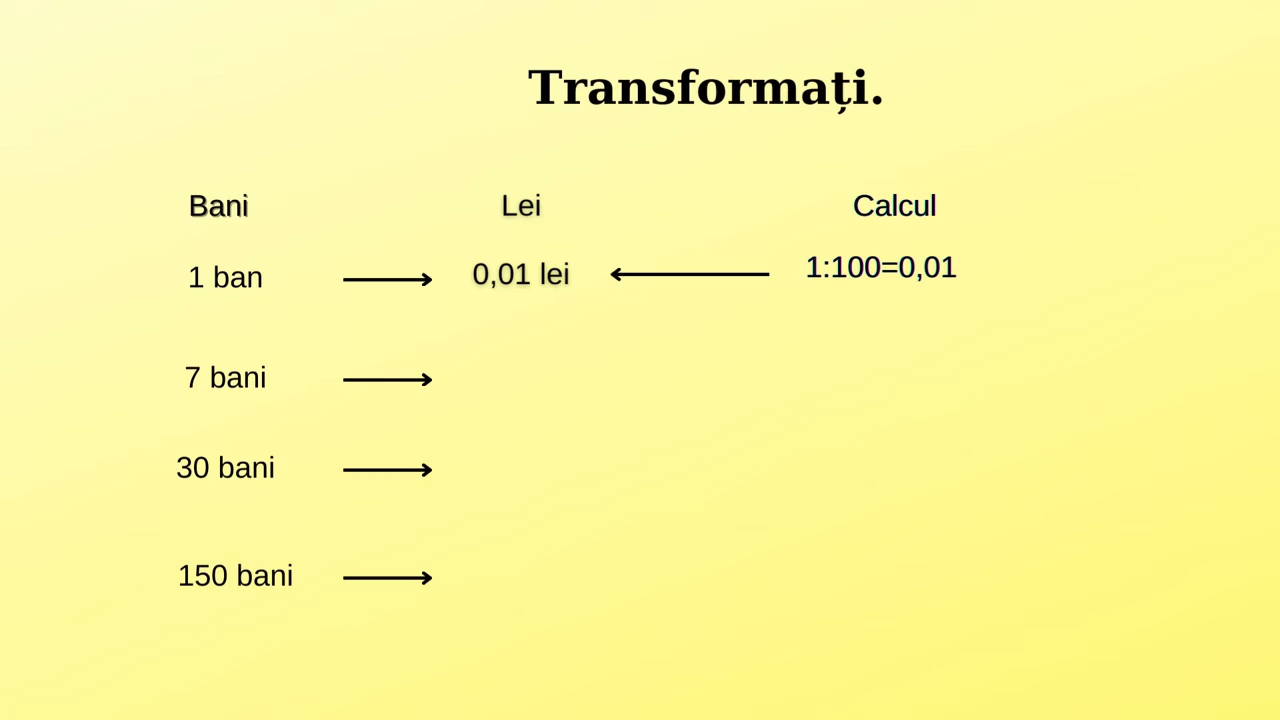 Transformați.
Bani Lei Calcul
1 ban 0,01 lei 1:100=0,01
7 bani
30 bani
150 bani